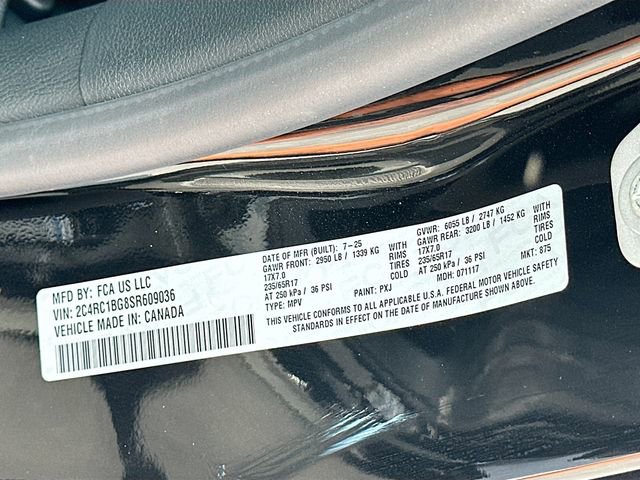 MFD BY: FCA US LLC
VIN: 2C4RC1BG8SR609036
VEHICLE MADE IN: CANADA
DATE OF MFR (BUILT): 7-25
GAWR FRONT: 2950 LB / 1339 KG WITH
17X7.0 RIMS
235/65R17 TIRES
AT 250 kPa / 36 PSI COLD
TYPE: MPV PAINT: PXJ
GVWR: 6055 LB / 2747 KG
GAWR REAR: 3200 LB / 1452 KG WITH
17X7.0 RIMS
235/65R17 TIRES
AT 250 kPa / 36 PSI COLD
MDH: 071117 MKT: 875
THIS VEHICLE CONFORMS TO ALL APPLICABLE U.S.A. FEDERAL MOTOR VEHICLE SAFETY
STANDARDS IN EFFECT ON THE DATE OF MANUFACTURE SHOWN ABOVE.